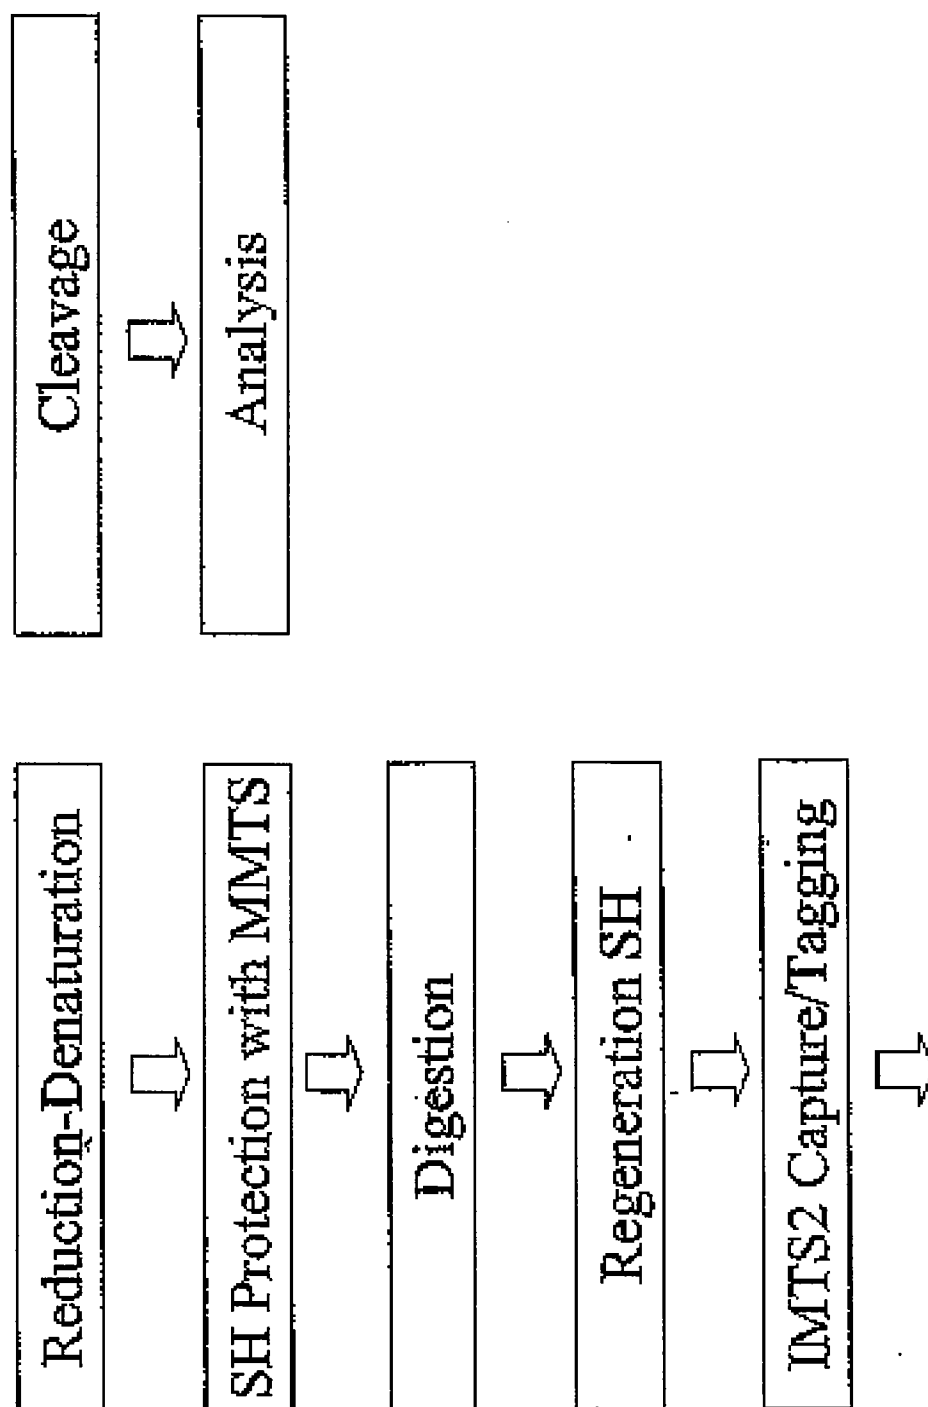 Reduction-Denaturation
SH Protection with MMTS
Digestion
Regeneration SH
IMTS2 Capture/Tagging
Cleavage
Analysis